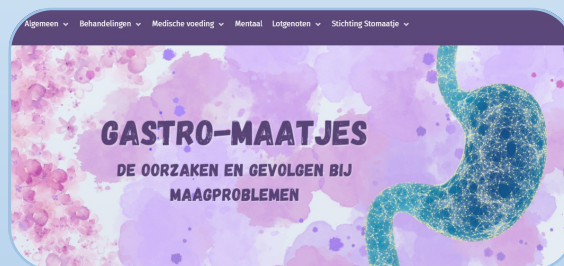 Algemeen Behandelingen Medische voeding Mentaal Lotgenoten Stichting Stomaatje
GASTRO-MAATJES
DE OORZAKEN EN GEVOLGEN BIJ
MAAGPROBLEMEN